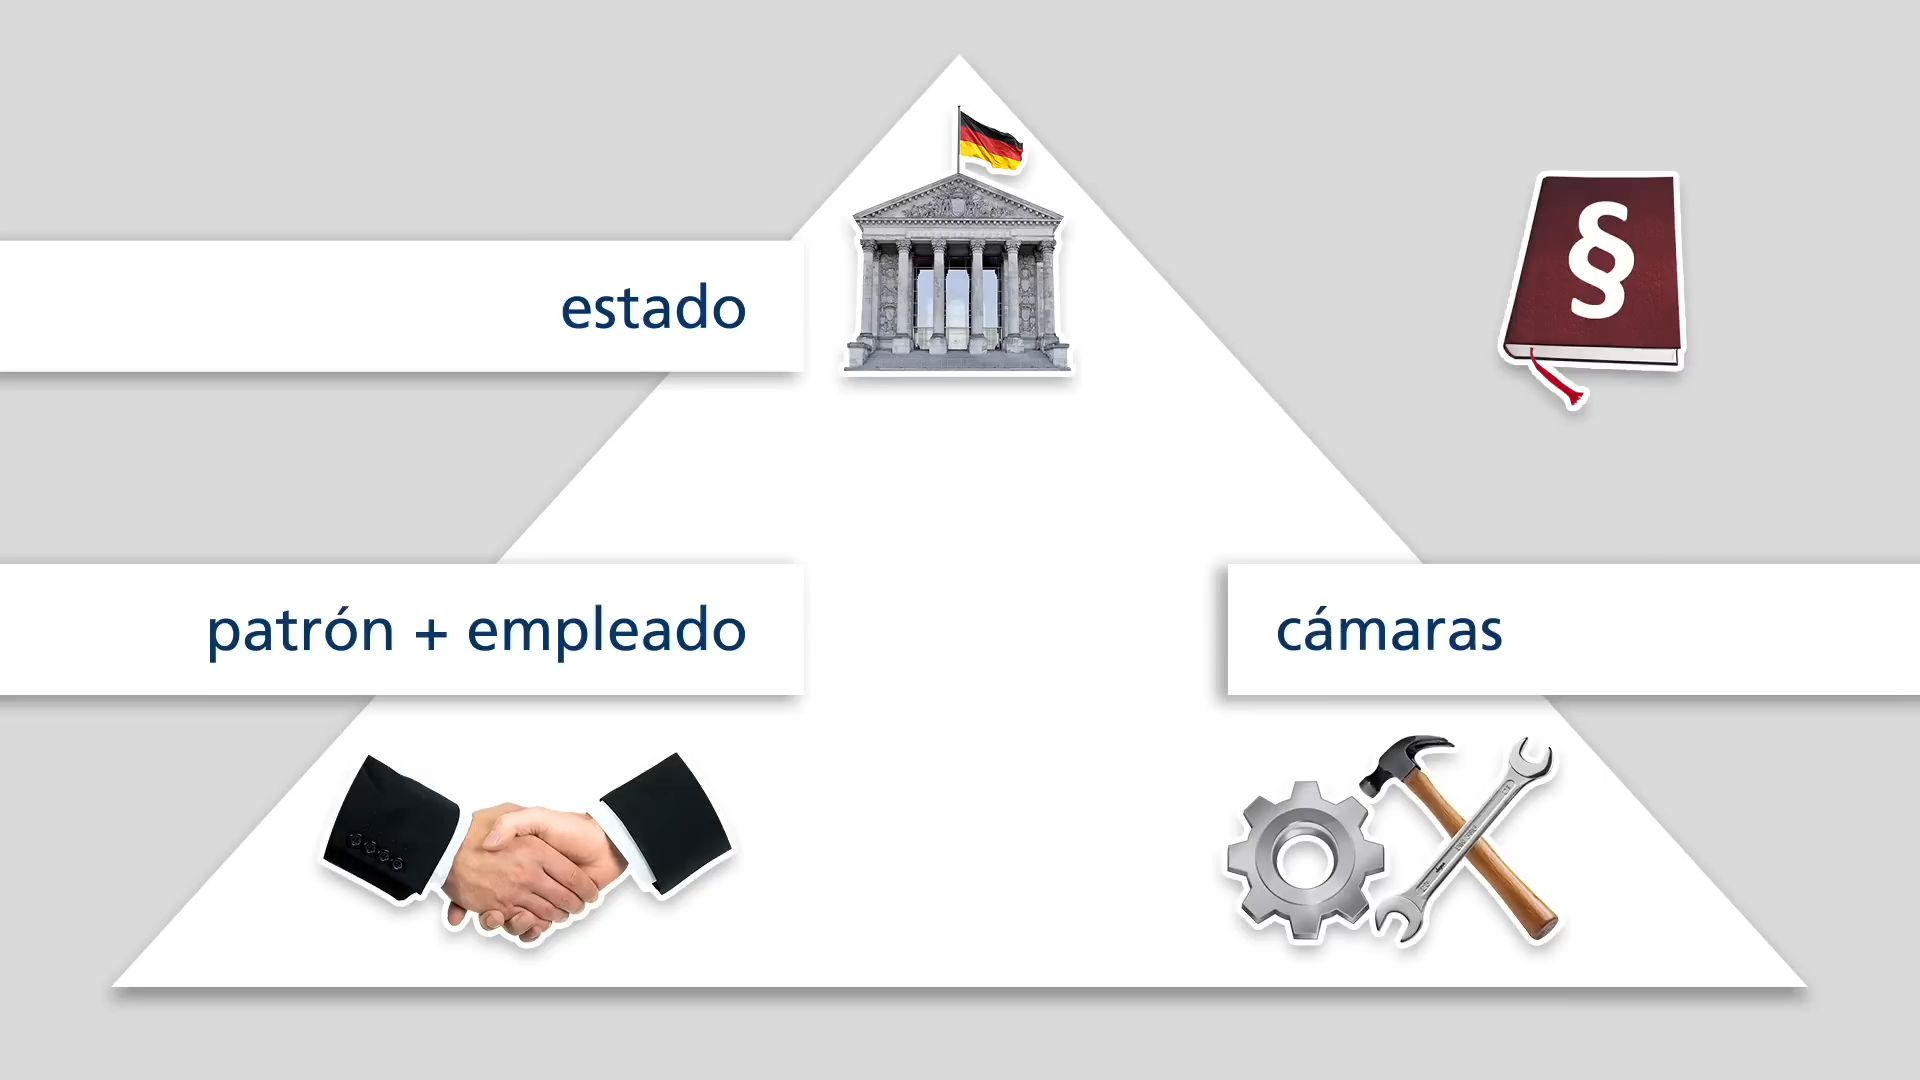 estado
§
patrón + empleado
cámaras